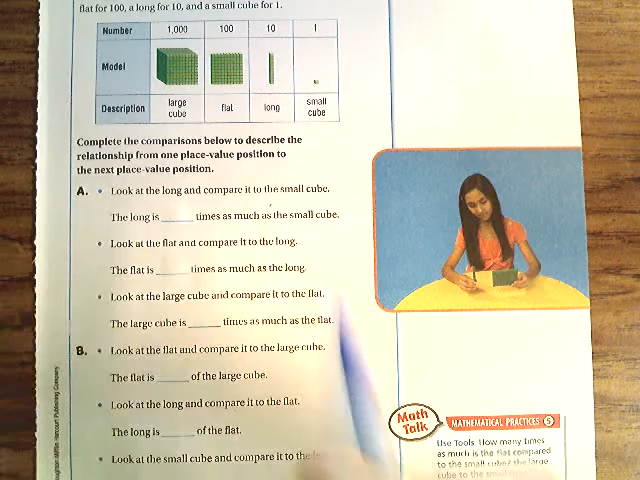 flat for 100, a long for 10, and a small cube for 1.
Number 1,000 100 10 1
Model
Description large cube flat long small cube
Complete the comparisons below to describe the
relationship from one place-value position to
the next place-value position.
A. • Look at the long and compare it to the small cube.
The long is ______ times as much as the small cube.
• Look at the flat and compare it to the long.
The flat is ______ times as much as the long.
• Look at the large cube and compare it to the flat.
The large cube is ______ times as much as the flat.
B. • Look at the flat and compare it to the large cube.
The flat is ______ of the large cube.
• Look at the long and compare it to the flat.
The long is ______ of the flat.
• Look at the small cube and compare it to the
Math
Talk
MATHEMATICAL PRACTICES 5
Use Tools How many times
as much is the flat compared
to the small cube? the large
cube to the small
Harcourt Publishing Company